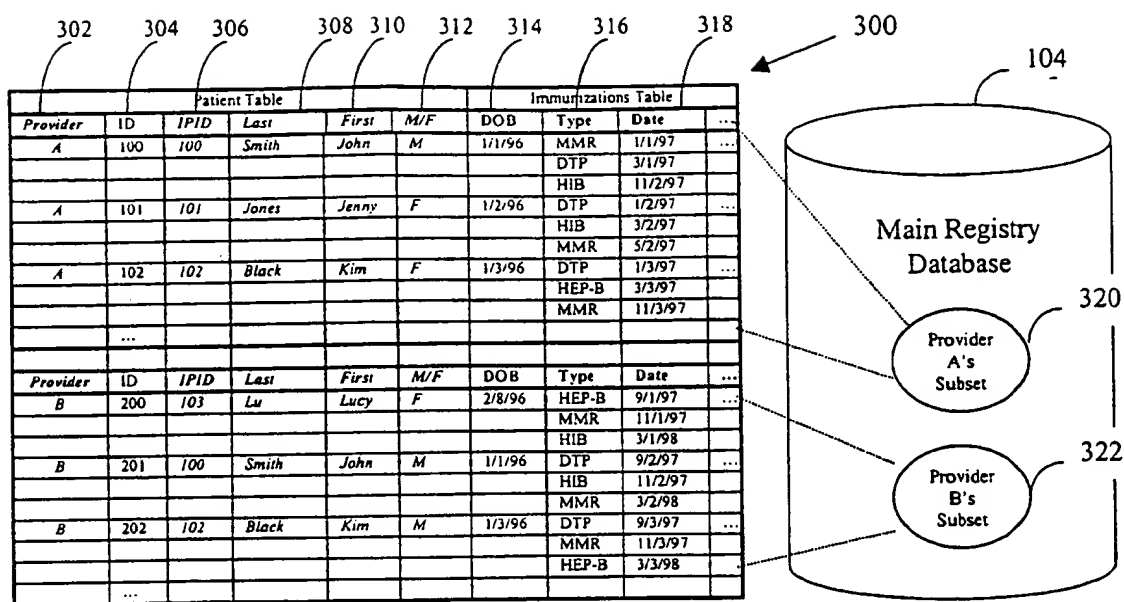 302 304 306 308 310 312 314 316 318 300
104
Patient Table Immunizations Table
Provider ID IPID Last First M/F DOB Type Date ...
A 100 100 Smith John M 1/1/96 MMR 1/1/97 ...
DTP 3/1/97
HIB 11/2/97
A 101 101 Jones Jenny F 1/2/96 DTP 1/2/97 ...
HIB 3/2/97
MMR 5/2/97
A 102 102 Black Kim F 1/3/96 DTP 1/3/97 ...
HEP-B 3/3/97
MMR 11/3/97
...
Provider ID IPID Last First M/F DOB Type Date ...
B 200 103 Lu Lucy F 2/8/96 HEP-B 9/1/97 ...
MMR 11/1/97
HIB 3/1/98
B 201 100 Smith John M 1/1/96 DTP 9/2/97 ...
HIB 11/2/97
MMR 3/2/98
B 202 102 Black Kim M 1/3/96 DTP 9/3/97 ...
MMR 11/3/97
HEP-B 3/3/98
...
Main Registry
Database
320
Provider
A's
Subset
322
Provider
B's
Subset